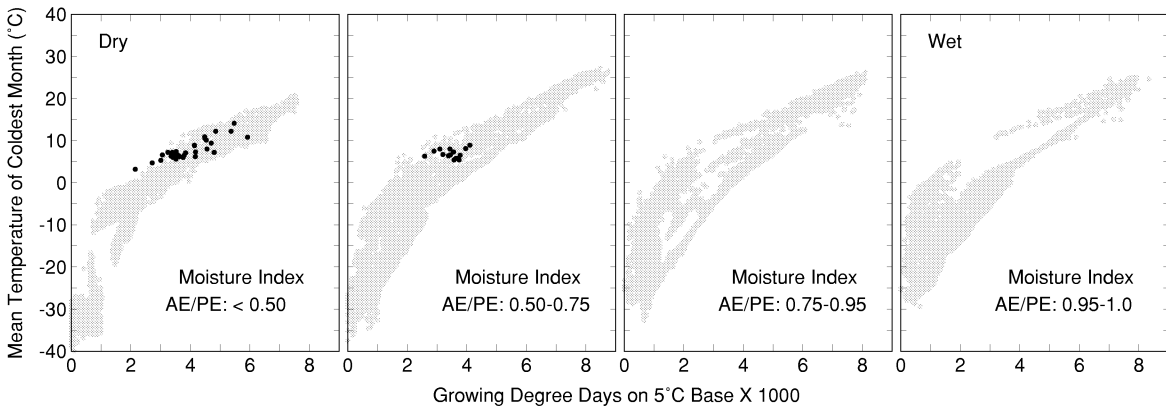 Mean Temperature of Coldest Month (˚C)
40
30
20
10
0
-10
-20
-30
-40
Dry
Wet
Moisture Index
AE/PE: < 0.50
Moisture Index
AE/PE: 0.50-0.75
Moisture Index
AE/PE: 0.75-0.95
Moisture Index
AE/PE: 0.95-1.0
0 2 4 6 8
0 2 4 6 8
0 2 4 6 8
0 2 4 6 8
Growing Degree Days on 5˚C Base X 1000